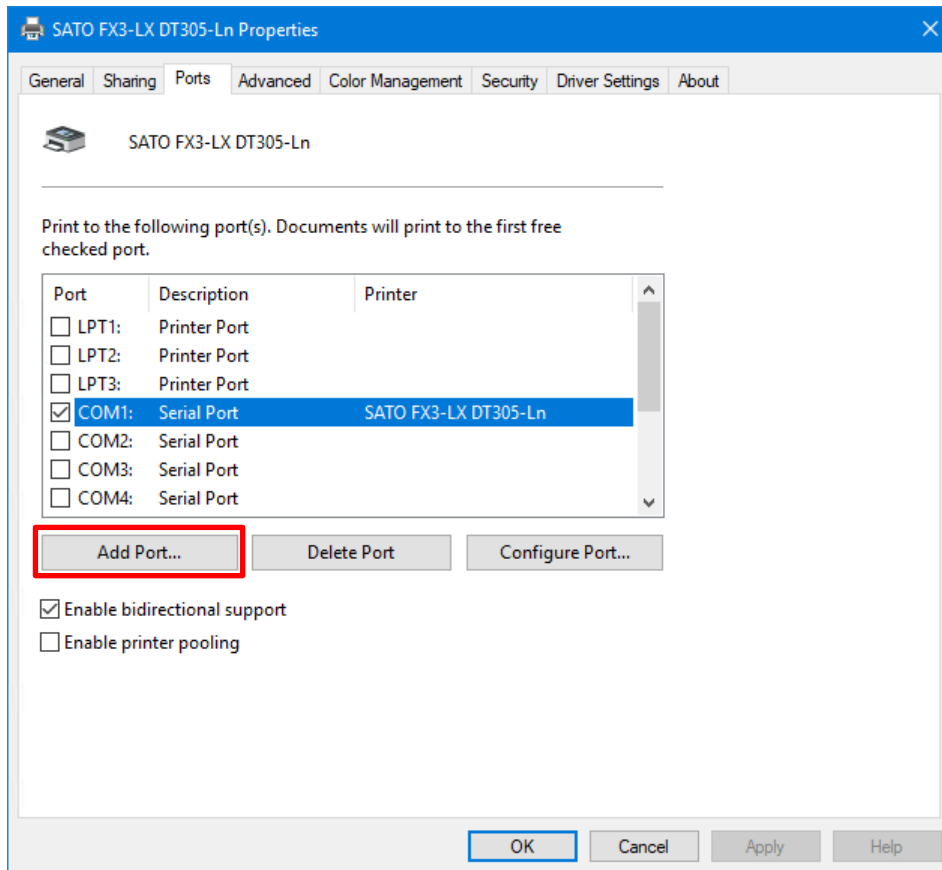 SATO FX3-LX DT305-Ln Properties
General Sharing Ports Advanced Color Management Security Driver Settings About
SATO FX3-LX DT305-Ln
Print to the following port(s). Documents will print to the first free
checked port.
Port Description Printer
LPT1: Printer Port
LPT2: Printer Port
LPT3: Printer Port
COM1: Serial Port SATO FX3-LX DT305-Ln
COM2: Serial Port
COM3: Serial Port
COM4: Serial Port
Add Port... Delete Port Configure Port...
Enable bidirectional support
Enable printer pooling
OK Cancel Apply Help